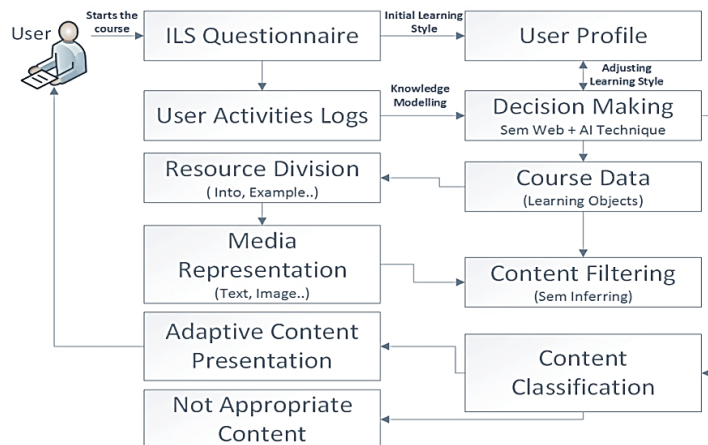 User
Starts the
course
ILS Questionnaire
Initial Learning
Style
User Profile
Adjusting
Learning Style
User Activities Logs
Knowledge
Modelling
Decision Making
Sem Web + AI Technique
Resource Division
( Into, Example..)
Course Data
(Learning Objects)
Media
Representation
(Text, Image..)
Content Filtering
(Sem Inferring)
Adaptive Content
Presentation
Content
Classification
Not Appropriate
Content